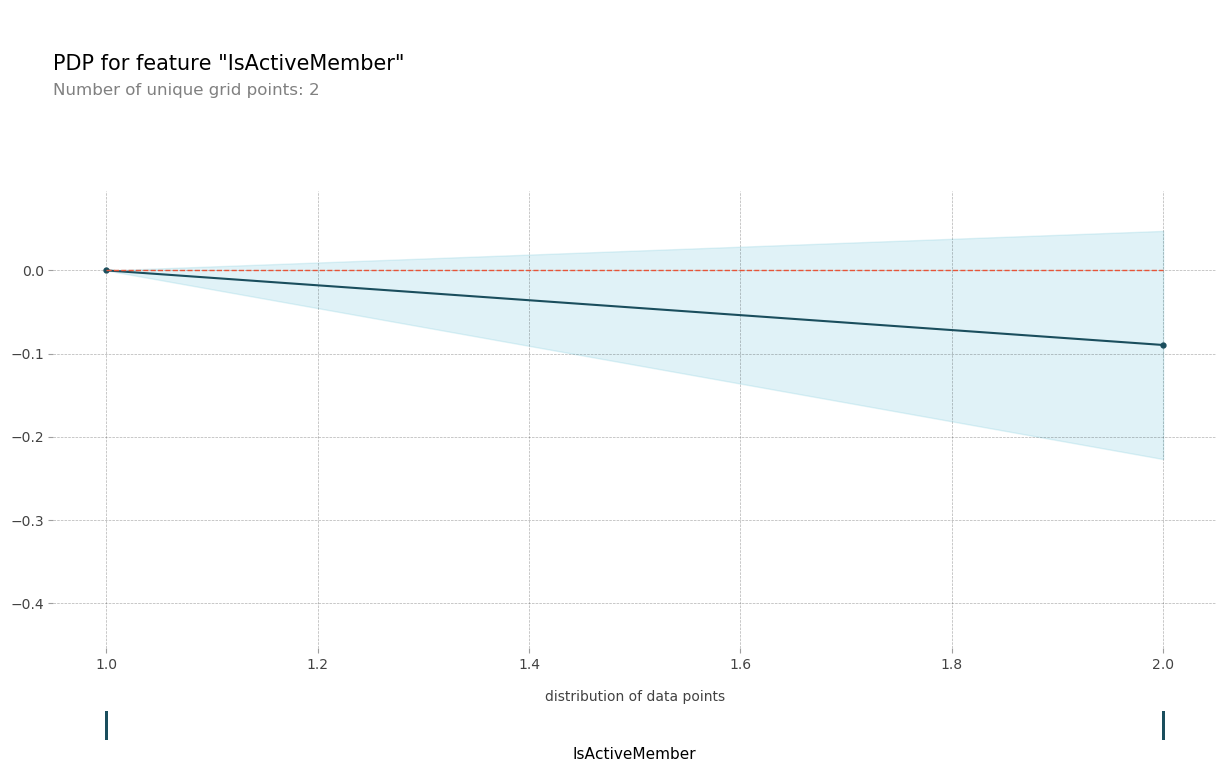 PDP for feature "IsActiveMember"
Number of unique grid points: 2
0.0
−0.1
−0.2
−0.3
−0.4
1.0 1.2 1.4 1.6 1.8 2.0
distribution of data points
IsActiveMember